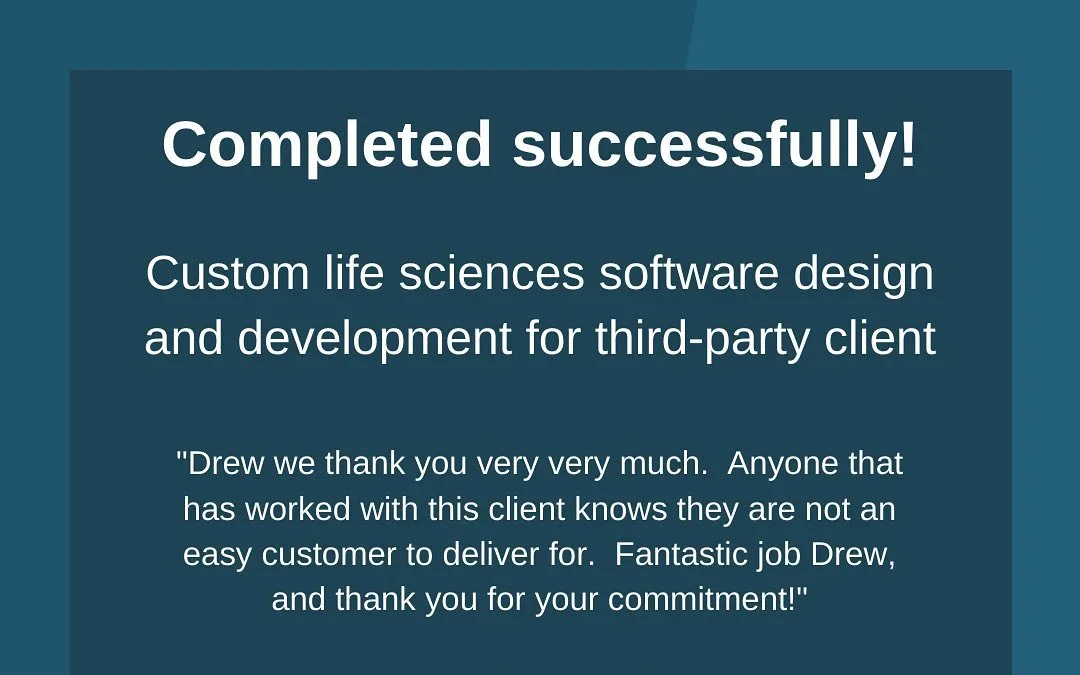 Completed successfully!
Custom life sciences software design
and development for third-party client
"Drew we thank you very very much.  Anyone that
has worked with this client knows they are not an
easy customer to deliver for.  Fantastic job Drew,
and thank you for your commitment!"